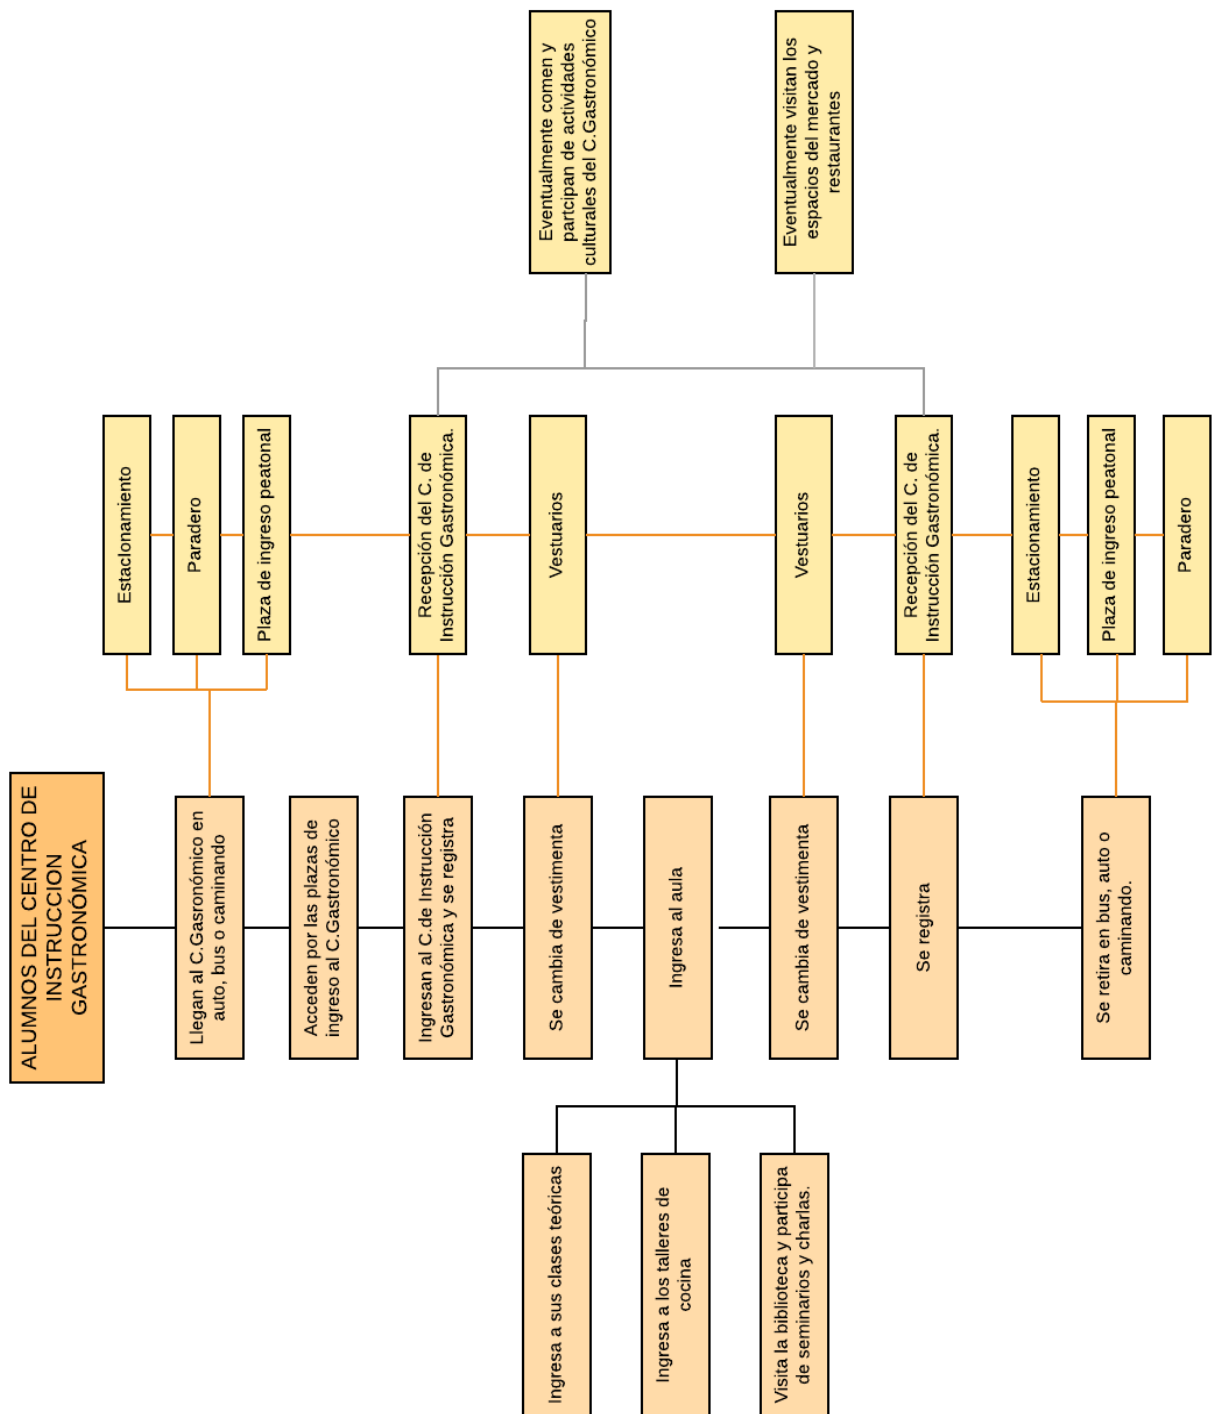 ALUMNOS DEL CENTRO DE
INSTRUCCION
GASTRONÓMICA
Llegan al C.Gasronómico en
auto, bus o caminando
Acceden por las plazas de
ingreso al C.Gastronómico
Ingresan al C.de Instrucción
Gastronómica y se registra
Se cambia de vestimenta
Ingresa al aula
Se cambia de vestimenta
Se registra
Se retira en bus, auto o
caminando.
Ingresa a sus clases teóricas
Ingresa a los talleres de
cocina
Visita la biblioteca y participa
de seminarios y charlas.
Estaclonamiento
Paradero
Plaza de ingreso peatonal
Recepción del C. de
Instrucción Gastronómica.
Vestuarios
Vestuarios
Recepción del C. de
Instrucción Gastronómica.
Estacionamiento
Plaza de ingreso peatonal
Paradero
Eventualmente comen y
partcipan de actividades
culturales del C.Gastronómico
Eventualmente visitan los
espacios del mercado y
restaurantes